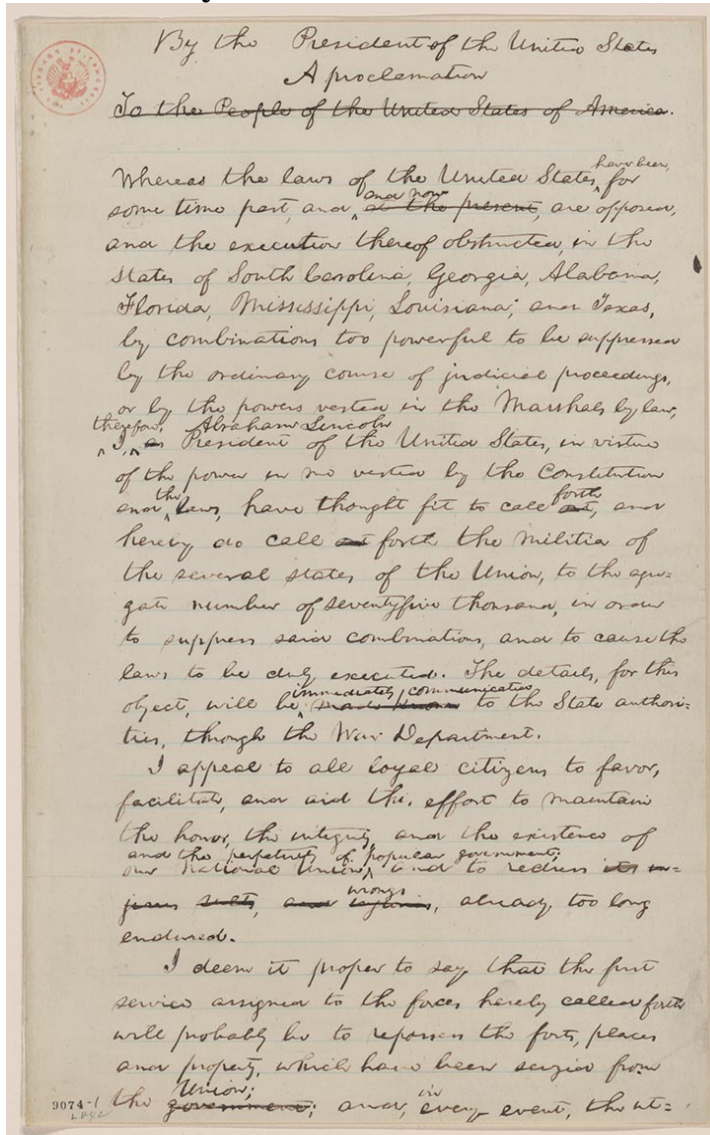 By the President of the United States
A proclamation
To the People of the United States of America.
have been
Whereas the laws of the United States, for
and now
some time past, and at the present, are opposed,
and the execution thereof obstructed, in the
States of South Carolina, Georgia, Alabama,
Florida, Mississippi, Louisiana, and Texas,
by combinations too powerful to be suppressed
by the ordinary course of judicial proceedings,
or by the powers vested in the Marshals by law,
therefore, Abraham Lincoln
I, as President of the United States, in virtue
of the power in me vested by the Constitution
and the laws, have thought fit to call out, forth and
hereby do call out forth the militia of
the several states of the Union, to the aggre=
gate number of seventyfive thousand, in order
to suppress said combinations, and to cause the
laws to be duly executed. The details, for this
immediately communicated
object, will be made known to the State authori=
ties, through the War Department.
I appeal to all loyal citizens to favor,
facilitate, and aid this, effort to maintain
the honor, the integrity, and the existence of
and the perpetuity of popular government;
our National Union, and to redress its in=
wrongs
and already too long
endured.
I deem it proper to say that the first
service assigned to the forces hereby called forth
will probably be to repossess the forts, places
and property, which have been seized from
Union;
the government; and, in every event, the ut=
9074-1